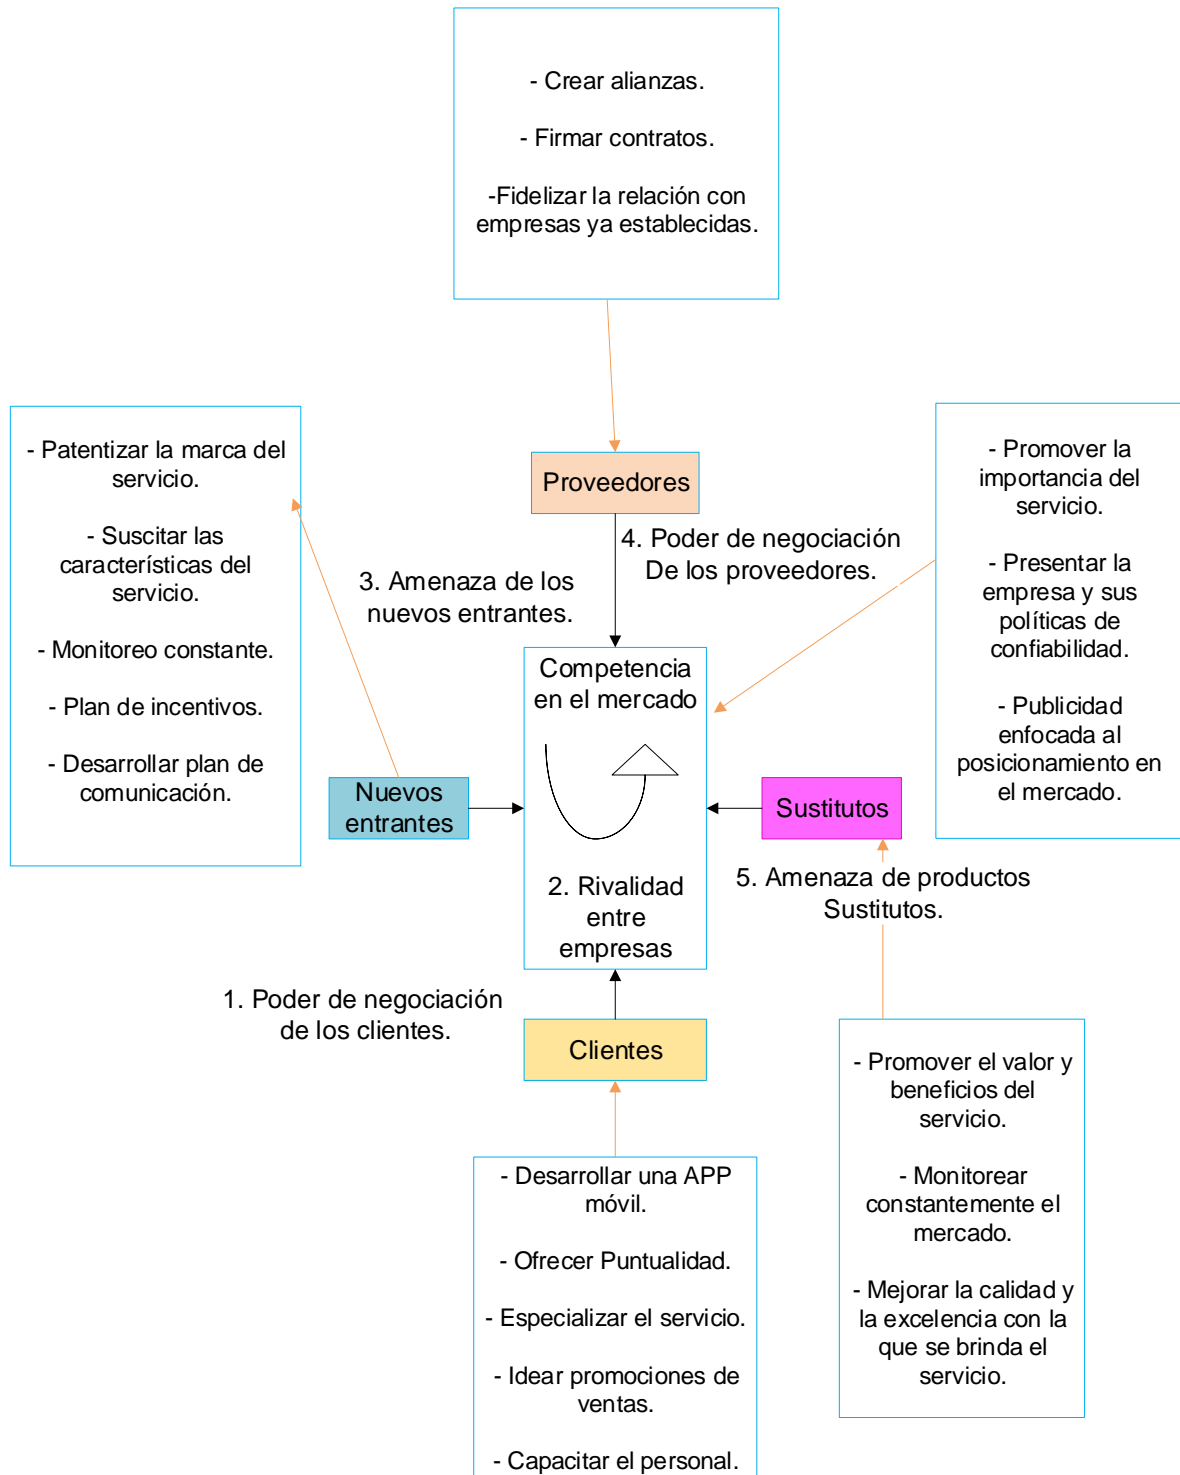 - Crear alianzas.
- Firmar contratos.
-Fidelizar la relación con
empresas ya establecidas.
- Patentizar la marca del
servicio.
- Suscitar las
características del
servicio.
- Monitoreo constante.
- Plan de incentivos.
- Desarrollar plan de
comunicación.
Proveedores
4. Poder de negociación
De los proveedores.
3. Amenaza de los
nuevos entrantes.
- Promover la
importancia del
servicio.
- Presentar la
empresa y sus
políticas de
confiabilidad.
- Publicidad
enfocada al
posicionamiento en
el mercado.
Competencia
en el mercado
2. Rivalidad
entre
empresas
Nuevos
entrantes
Sustitutos
5. Amenaza de productos
Sustitutos.
1. Poder de negociación
de los clientes.
Clientes
- Desarrollar una APP
móvil.
- Ofrecer Puntualidad.
- Especializar el servicio.
- Idear promociones de
ventas.
- Capacitar el personal.
- Promover el valor y
beneficios del
servicio.
- Monitorear
constantemente el
mercado.
- Mejorar la calidad y
la excelencia con la
que se brinda el
servicio.